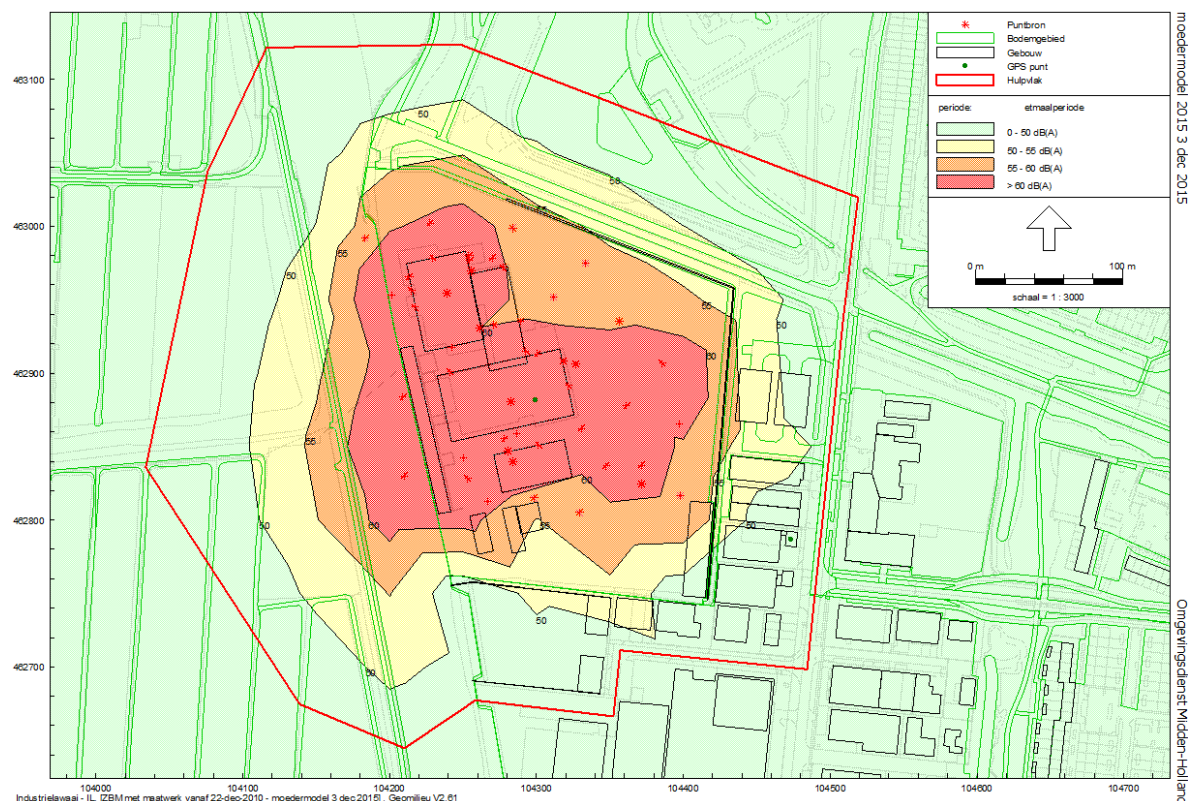 Puntbron
Bodemgebied
Gebouw
GPS punt
Hulpvlak
periode: etmaalperiode
0 - 50 dB(A)
50 - 55 dB(A)
55 - 60 dB(A)
> 60 dB(A)
0 m 100 m
schaal = 1 : 3000
moedermodel 2015 3 dec 2015
Omgevingsdienst Midden-Holland
463100
463000
462900
462800
462700
50
50
55
55
50
55
50
60
55
60
55
50
60
55
50
50
50
104000 104100 104200 104300 104400 104500 104600 104700
Industrielawaai - IL, [ZBM met maatwerk vanaf 22-dec-2010 - moedermodel 3 dec 2015] , Geomilieu V2.61